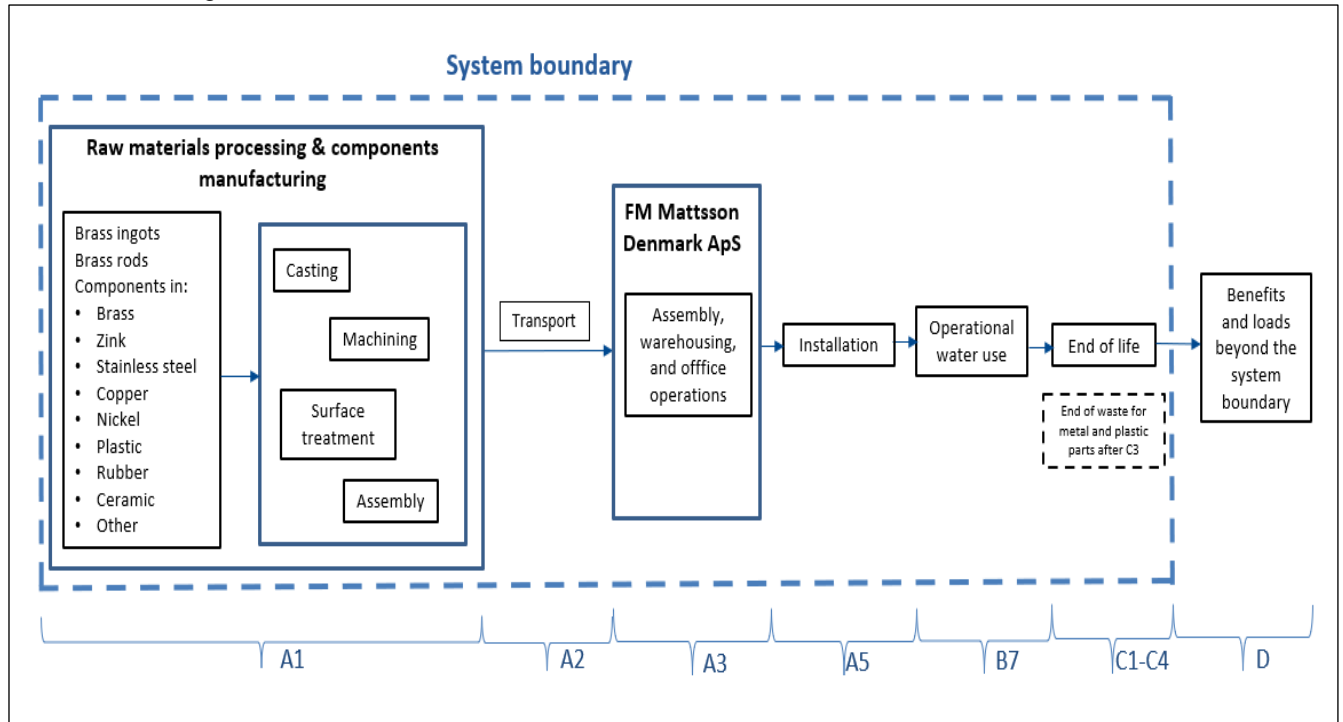 System boundary
Raw materials processing & components
manufacturing
Brass ingots
Brass rods
Components in:
• Brass
• Zink
• Stainless steel
• Copper
• Nickel
• Plastic
• Rubber
• Ceramic
• Other
Casting
Machining
Surface
treatment
Assembly
Transport
FM Mattsson
Denmark ApS
Assembly,
warehousing,
and offfice
operations
Installation
Operational
water use
End of life
End of waste for
metal and plastic
parts after C3
Benefits
and loads
beyond the
system
boundary
A1
A2
A3
A5
B7
C1-C4
D